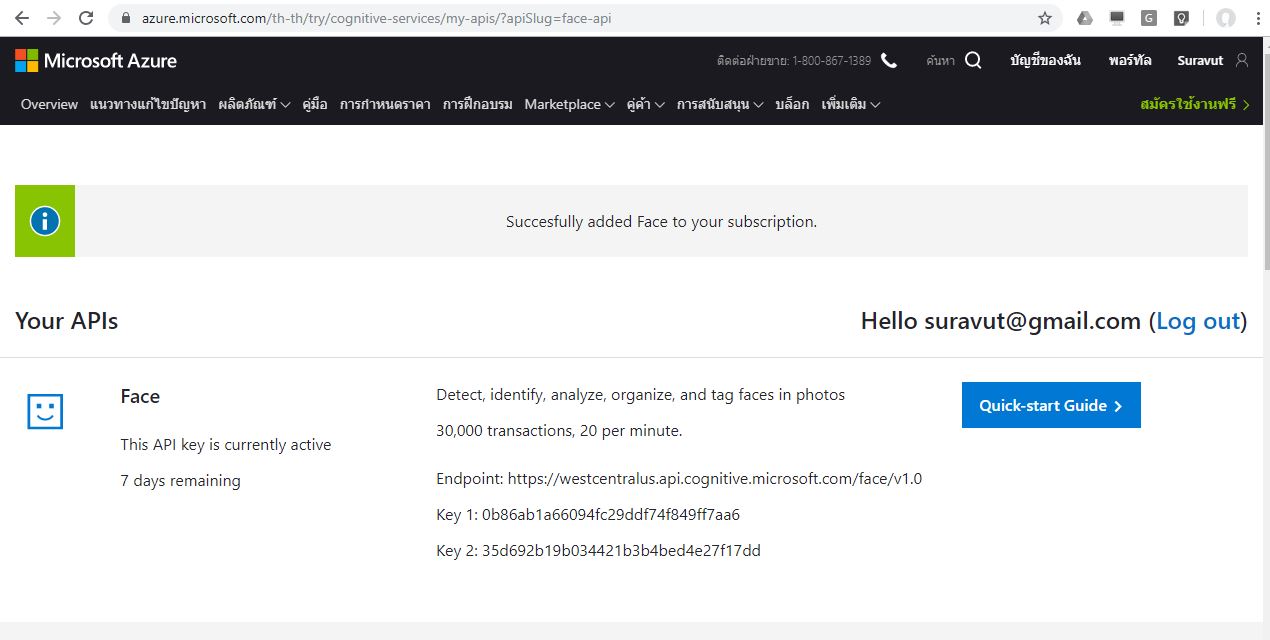 azure.microsoft.com/th-th/try/cognitive-services/my-apis/?apiSlug=face-api
Microsoft Azure
ติดต่อฝ่ายขาย: 1-800-867-1389 ค้นหา บัญชีของฉัน พอร์ทัล Suravut
Overview แนวทางแก้ไขปัญหา ผลิตภัณฑ์ คู่มือ การกำหนดราคา การฝึกอบรม Marketplace คู่ค้า การสนับสนุน บล็อก เพิ่มเติม สมัครใช้งานฟรี
Succesfully added Face to your subscription.
Your APIs
Hello suravut@gmail.com (Log out)
Face
This API key is currently active
7 days remaining
Detect, identify, analyze, organize, and tag faces in photos
30,000 transactions, 20 per minute.
Endpoint: https://westcentralus.api.cognitive.microsoft.com/face/v1.0
Key 1: 0b86ab1a66094fc29ddf74f849ff7aa6
Key 2: 35d692b19b034421b3b4bed4e27f17dd
Quick-start Guide